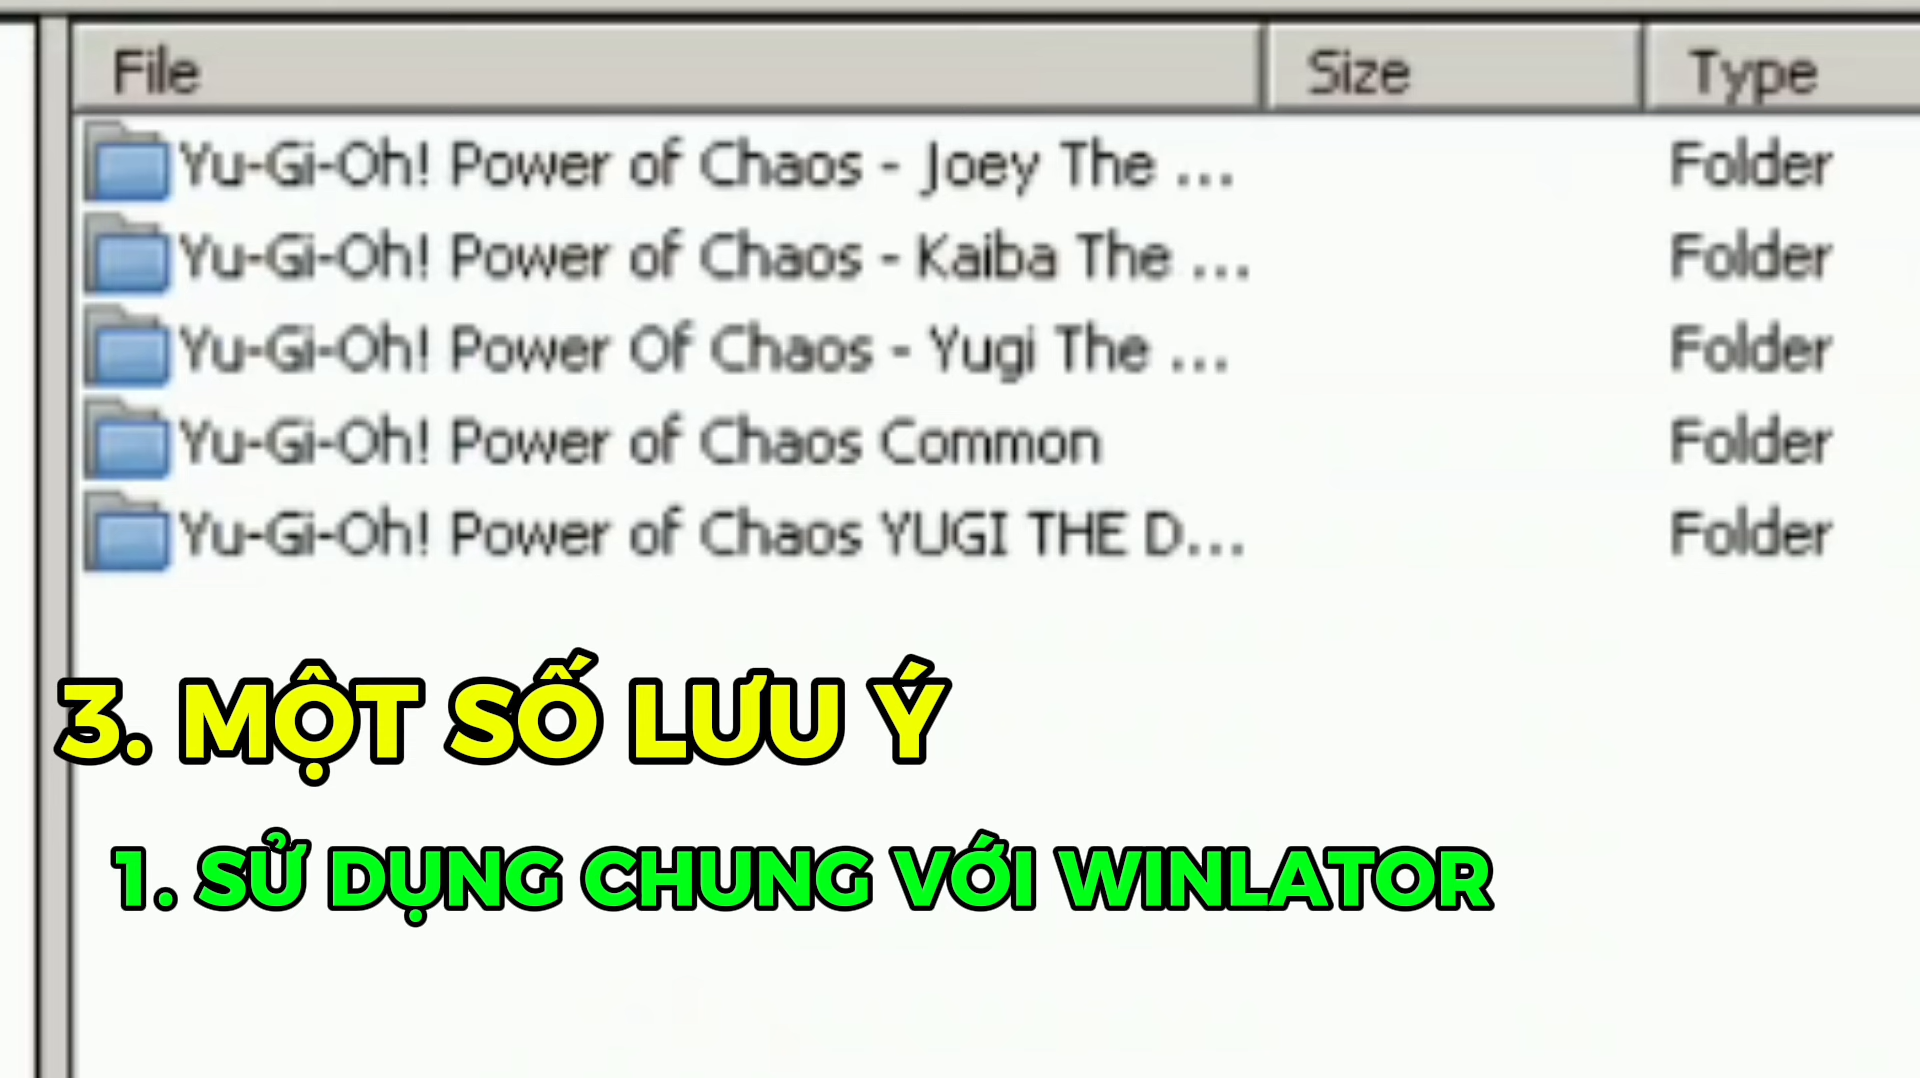 File Size Type
Yu-Gi-Oh! Power of Chaos - Joey The ... Folder
Yu-Gi-Oh! Power of Chaos - Kaiba The ... Folder
Yu-Gi-Oh! Power Of Chaos - Yugi The ... Folder
Yu-Gi-Oh! Power of Chaos Common Folder
Yu-Gi-Oh! Power of Chaos YUGI THE D... Folder
3. MỘT SỐ LƯU Ý
1. SỬ DỤNG CHUNG VỚI WINLATOR